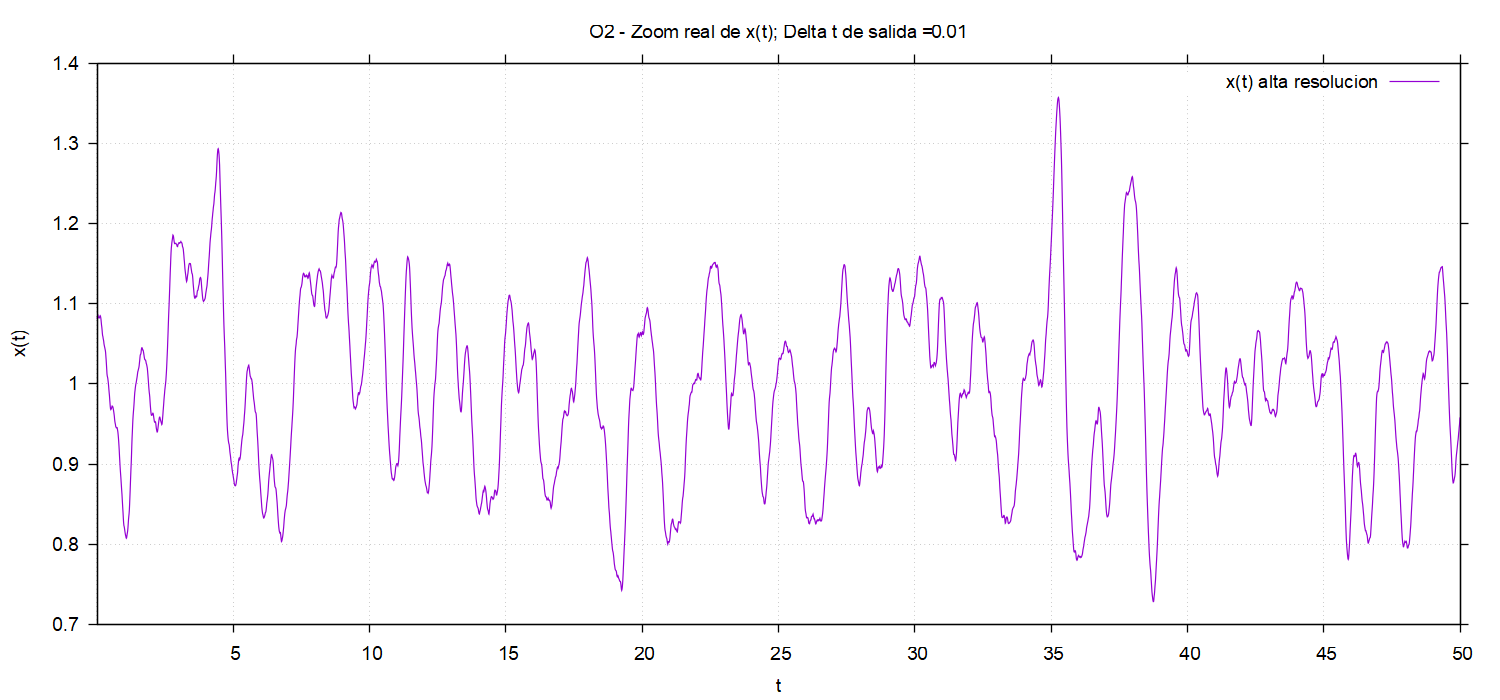 O2 - Zoom real de x(t); Delta t de salida =0.01
x(t) alta resolucion
1.4
1.3
1.2
1.1
1
0.9
0.8
0.7
x(t)
5 10 15 20 25 30 35 40 45 50
t